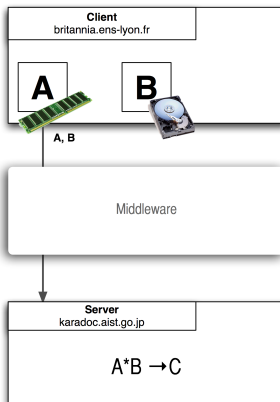 Client
britannia.ens-lyon.fr
A B
A, B
Middleware
Server
karadoc.aist.go.jp
A*B →C